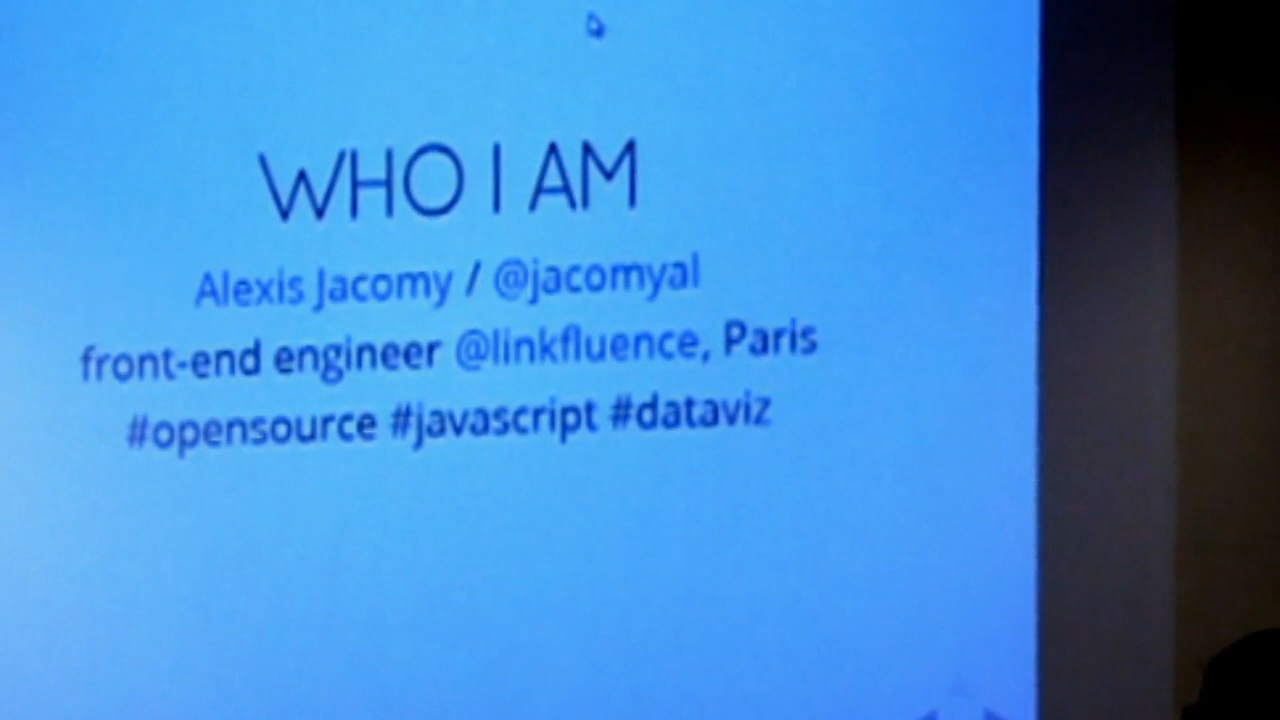 WHO I AM
Alexis Jacomy / @jacomyal
front-end engineer @linkfluence, Paris
#opensource #javascript #dataviz